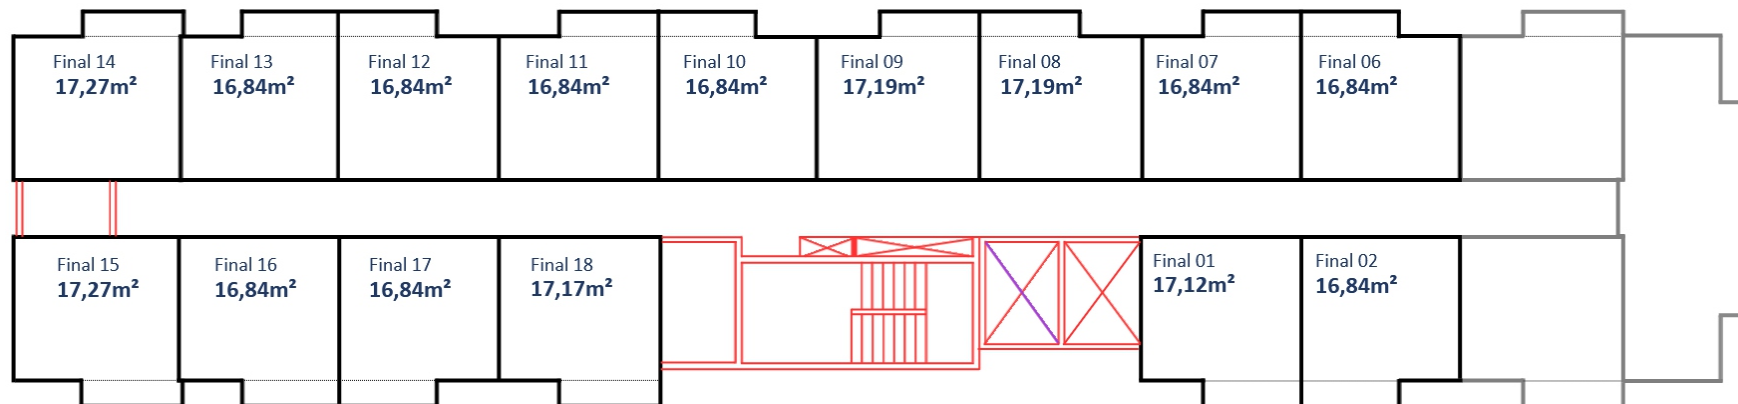 Final 14
17,27m²
Final 13
16,84m²
Final 12
16,84m²
Final 11
16,84m²
Final 10
16,84m²
Final 09
17,19m²
Final 08
17,19m²
Final 07
16,84m²
Final 06
16,84m²
Final 15
17,27m²
Final 16
16,84m²
Final 17
16,84m²
Final 18
17,17m²
Final 01
17,12m²
Final 02
16,84m²